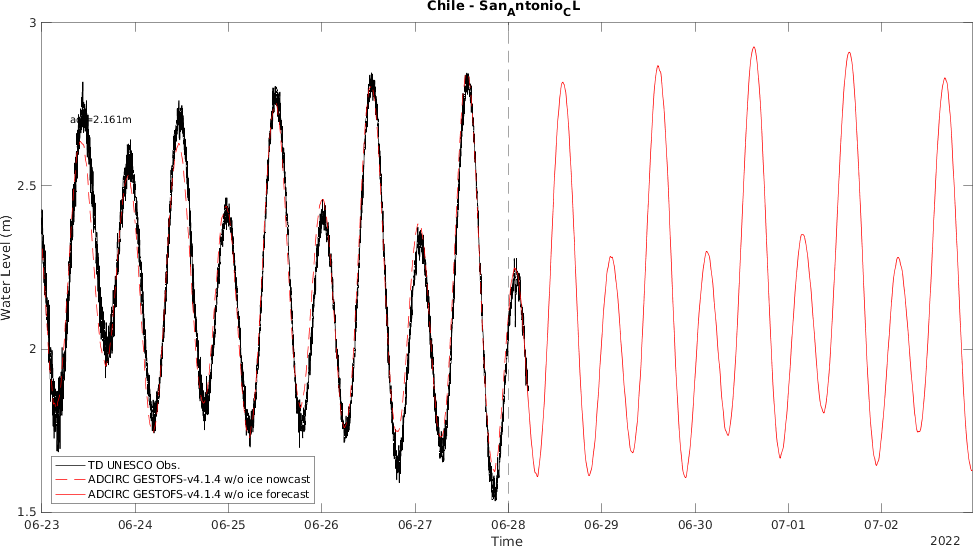 Chile - SanAntonioCL
3
2.5
2
1.5
Water Level (m)
=2.161m
TD UNESCO Obs.
ADCIRC GESTOFS-v4.1.4 w/o ice nowcast
ADCIRC GESTOFS-v4.1.4 w/o ice forecast
06-23 06-24 06-25 06-26 06-27 06-28 06-29 06-30 07-01 07-02
Time
2022